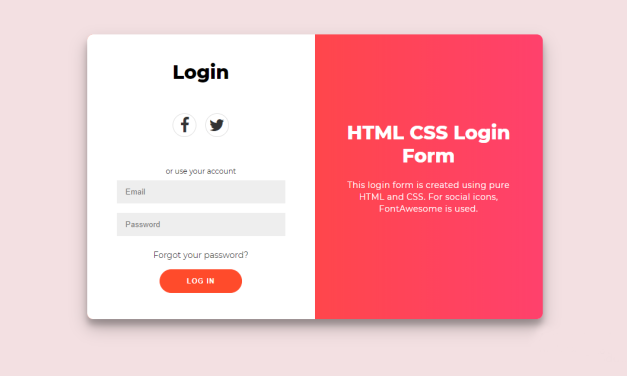 Login
or use your account
Email
Password
Forgot your password?
LOG IN
HTML CSS Login
Form
This login form is created using pure
HTML and CSS. For social icons,
FontAwesome is used.